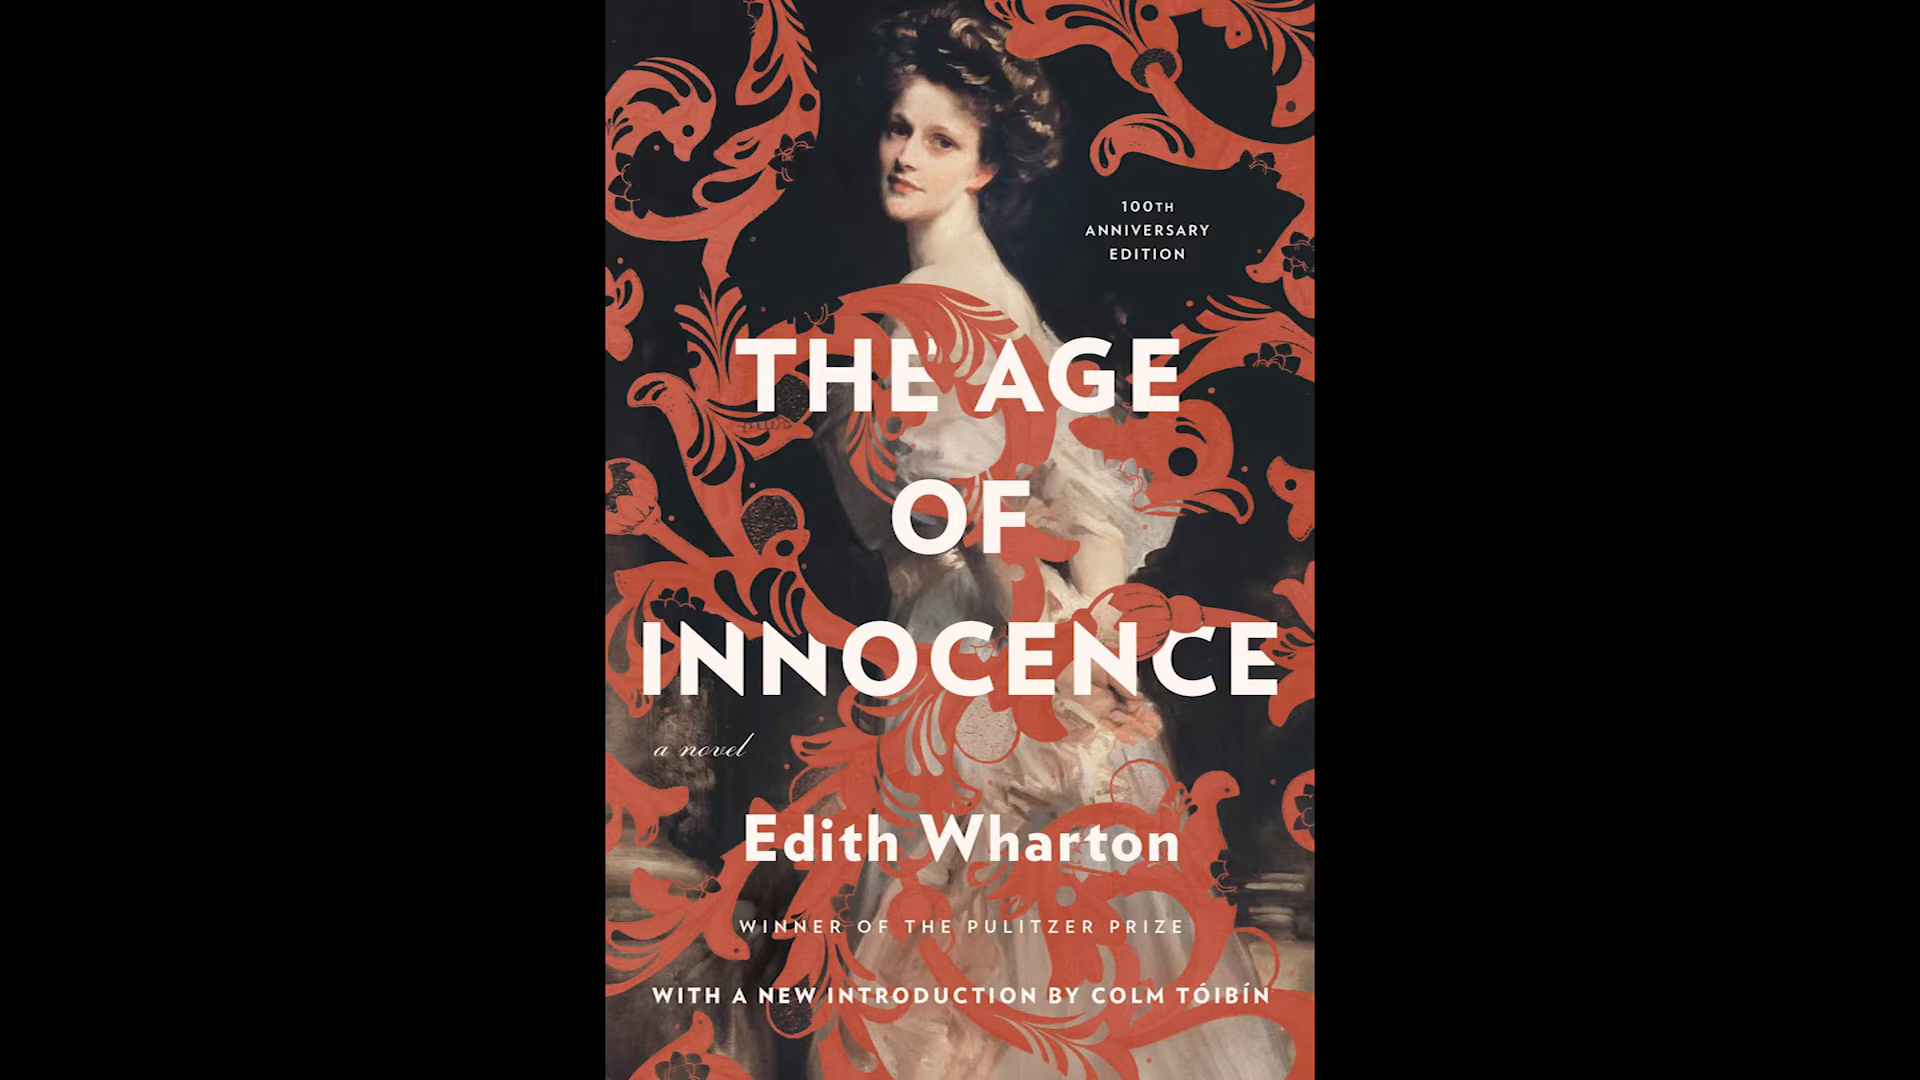 100TH
ANNIVERSARY
EDITION
THE AGE
OF
INNOCENCE
a novel
Edith Wharton
WINNER OF THE PULITZER PRIZE
WITH A NEW INTRODUCTION BY COLM TÓIBÍN